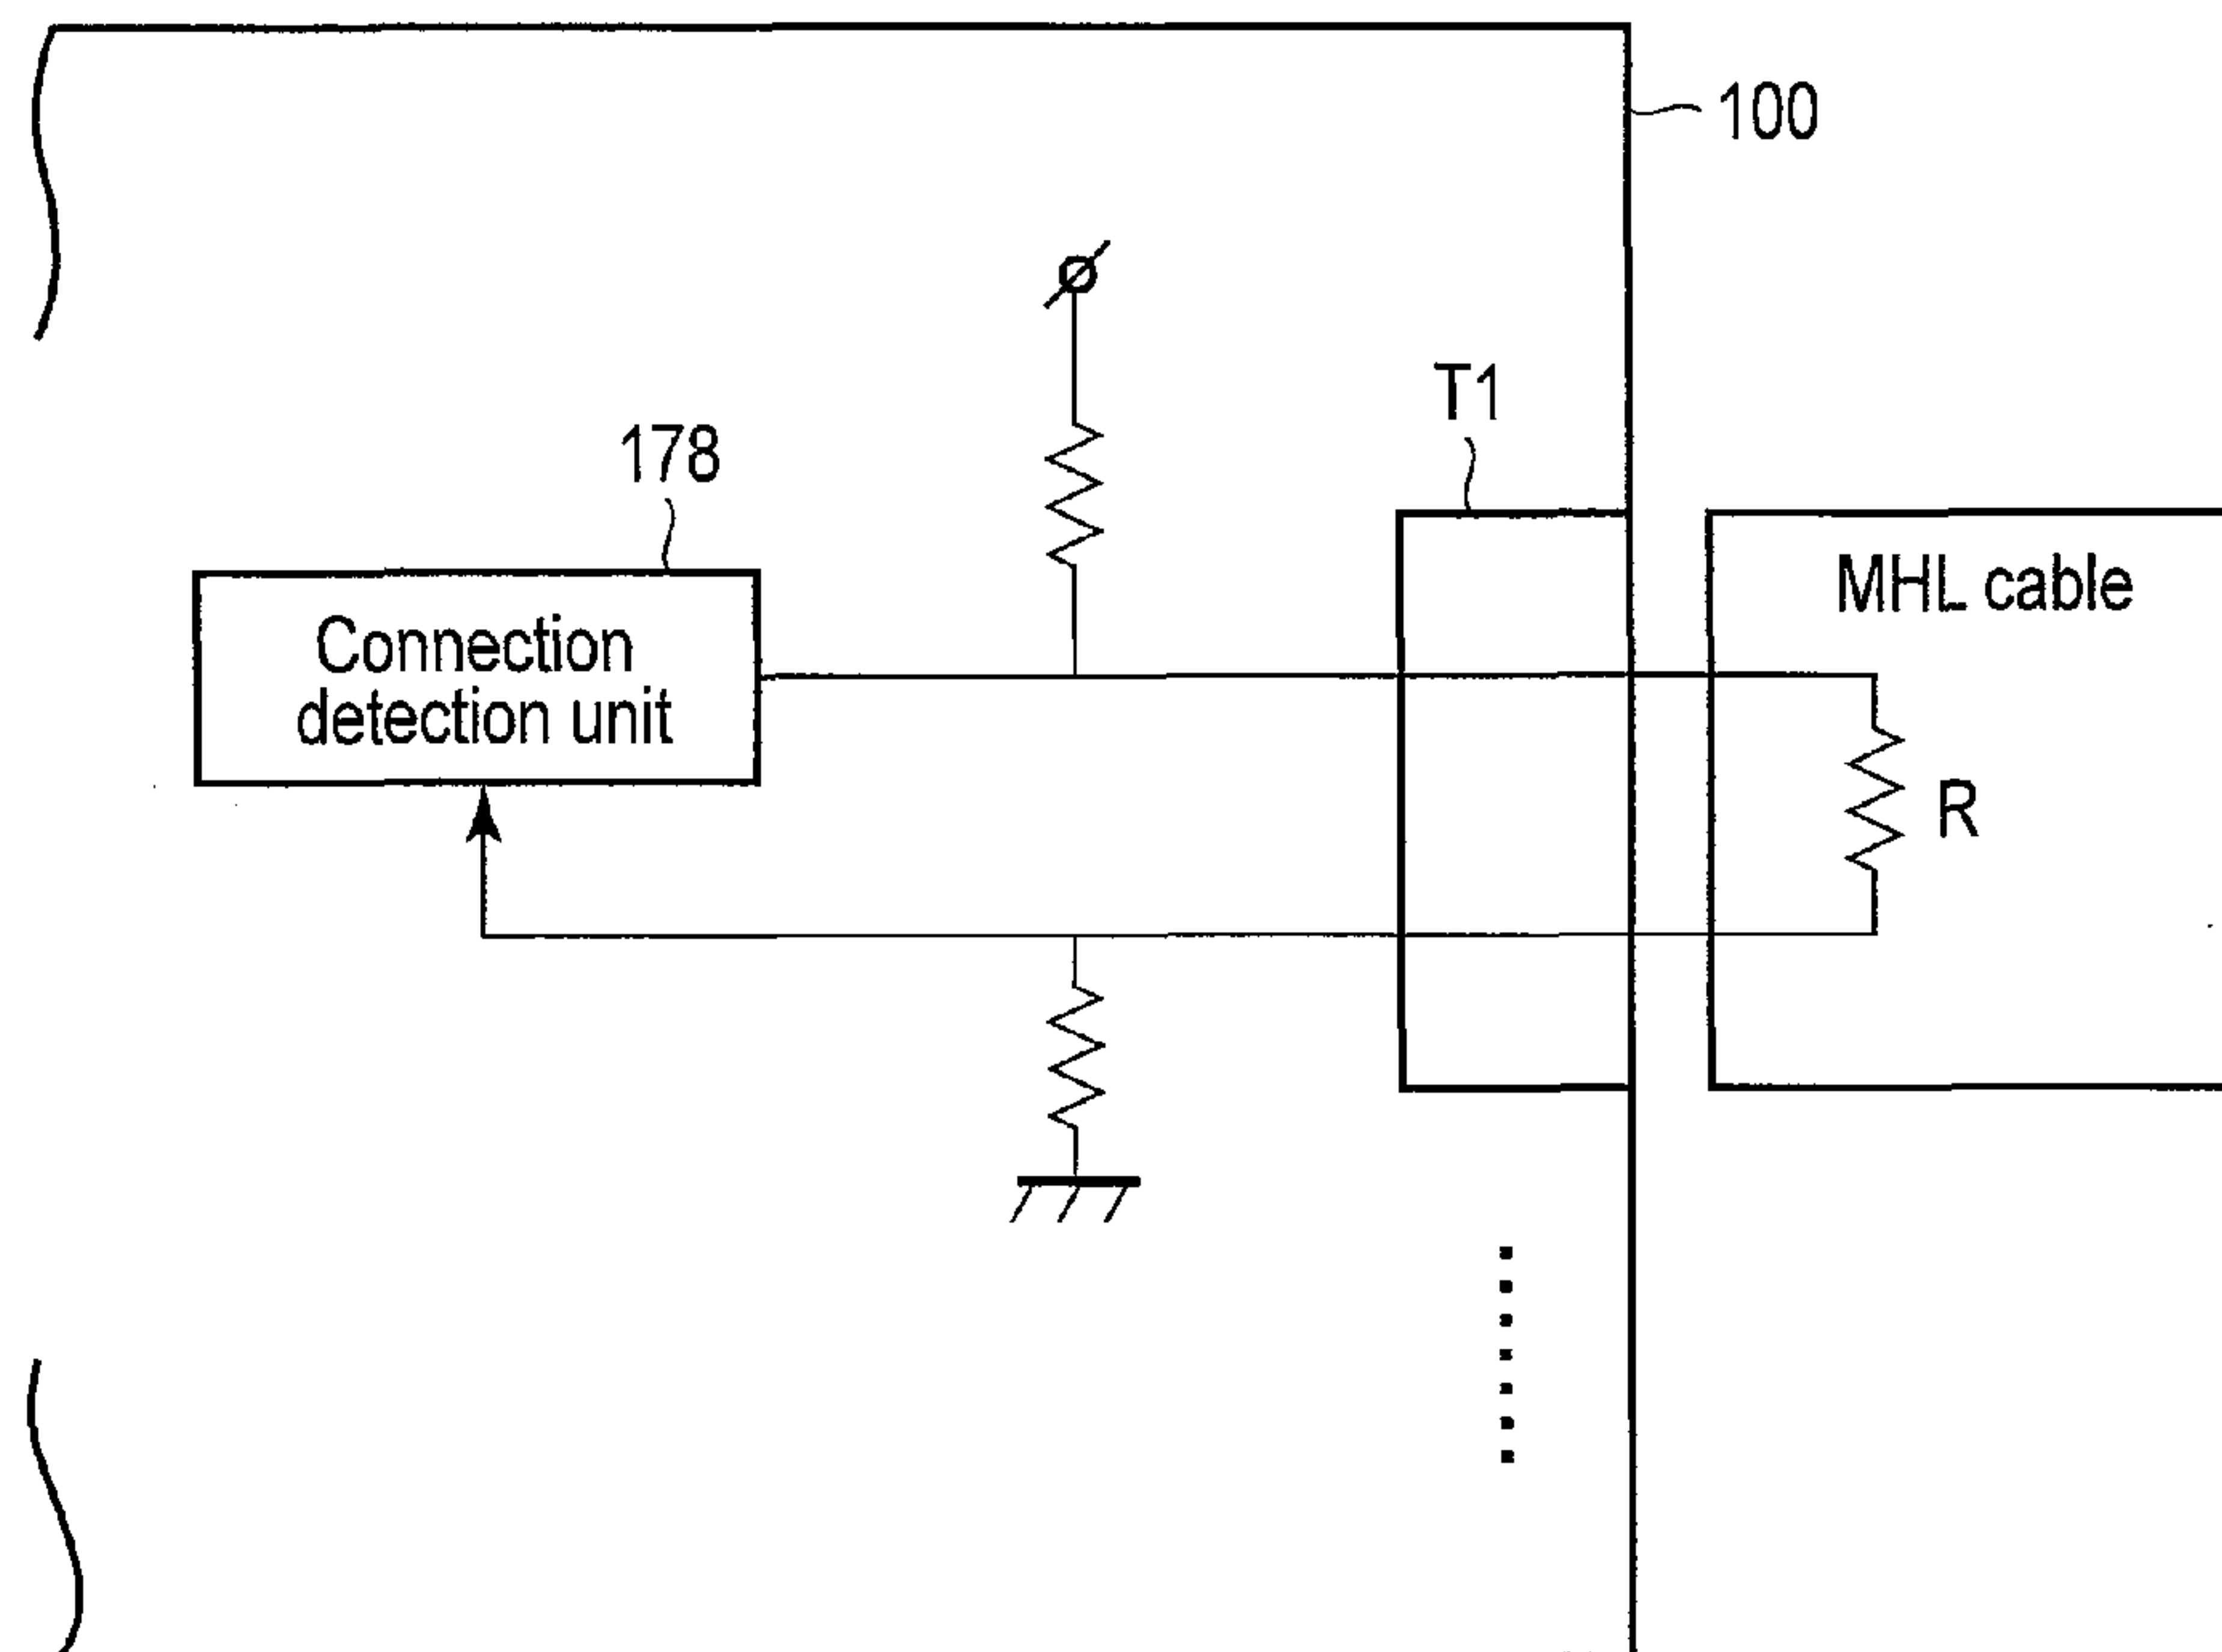 100
T1
178
MHL cable
Connection
detection unit
R